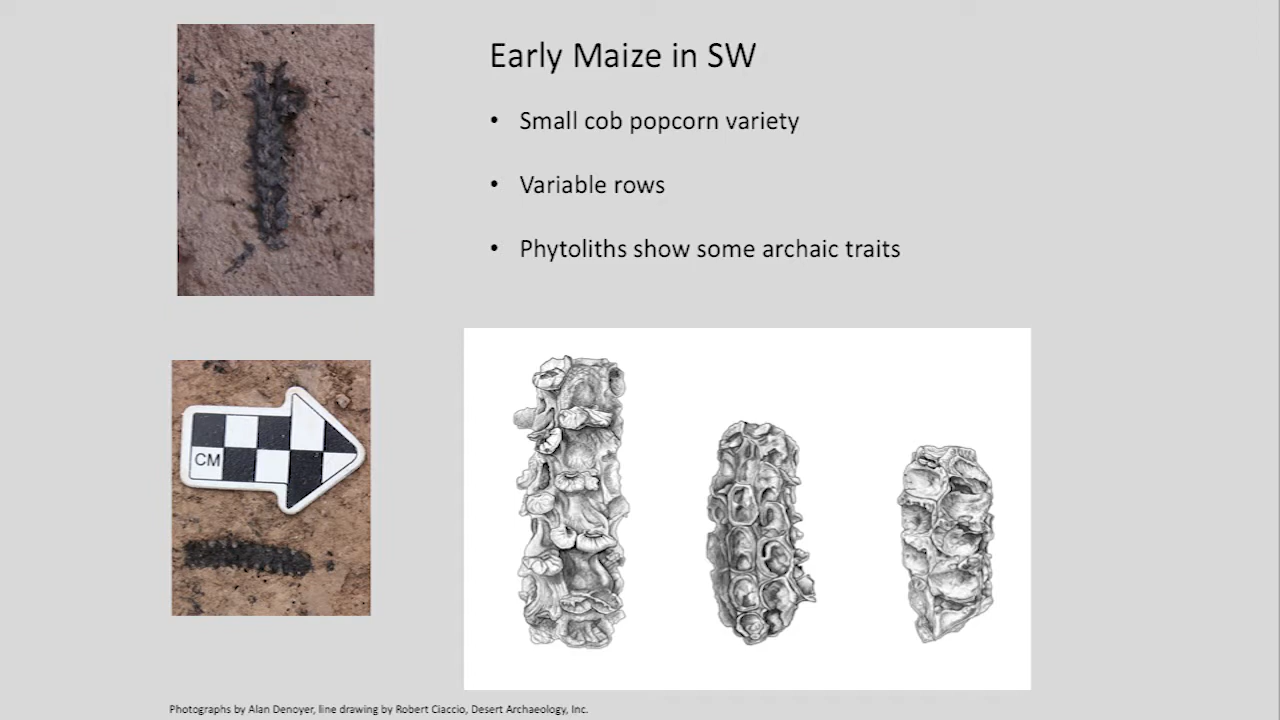 Early Maize in SW
• Small cob popcorn variety
• Variable rows
• Phytoliths show some archaic traits
CM
Photographs by Alan Denoyer, line drawing by Robert Ciaccio, Desert Archaeology, Inc.